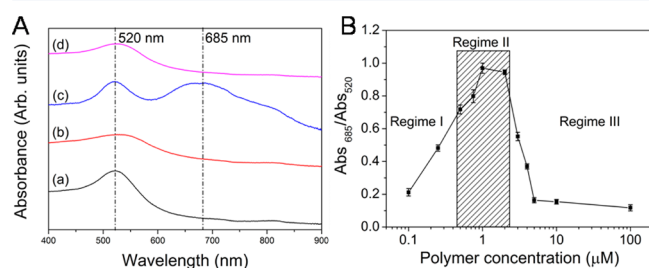 A
520 nm
685 nm
(d)
(c)
(b)
(a)
Absorbance (Arb. units)
400 500 600 700 800 900
Wavelength (nm)
B
Regime II
Regime I
Regime III
Abs 685/Abs520
1.2
1.0
0.8
0.6
0.4
0.2
0.0
0.1 1 10 100
Polymer concentration (μM)